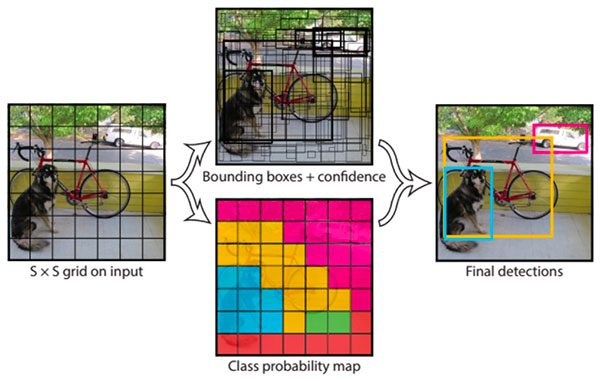 Bounding boxes + confidence
S × S grid on input
Final detections
Class probability map